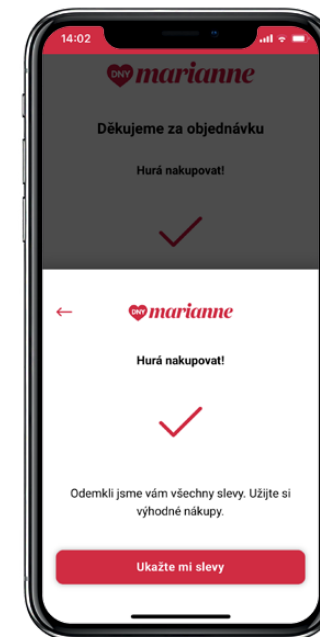 14:02
DNY marianne
Děkujeme za objednávku
Hurá nakupovat!
DNY marianne
Hurá nakupovat!
Odemkli jsme vám všechny slevy. Užijte si
výhodné nákupy.
Ukažte mi slevy